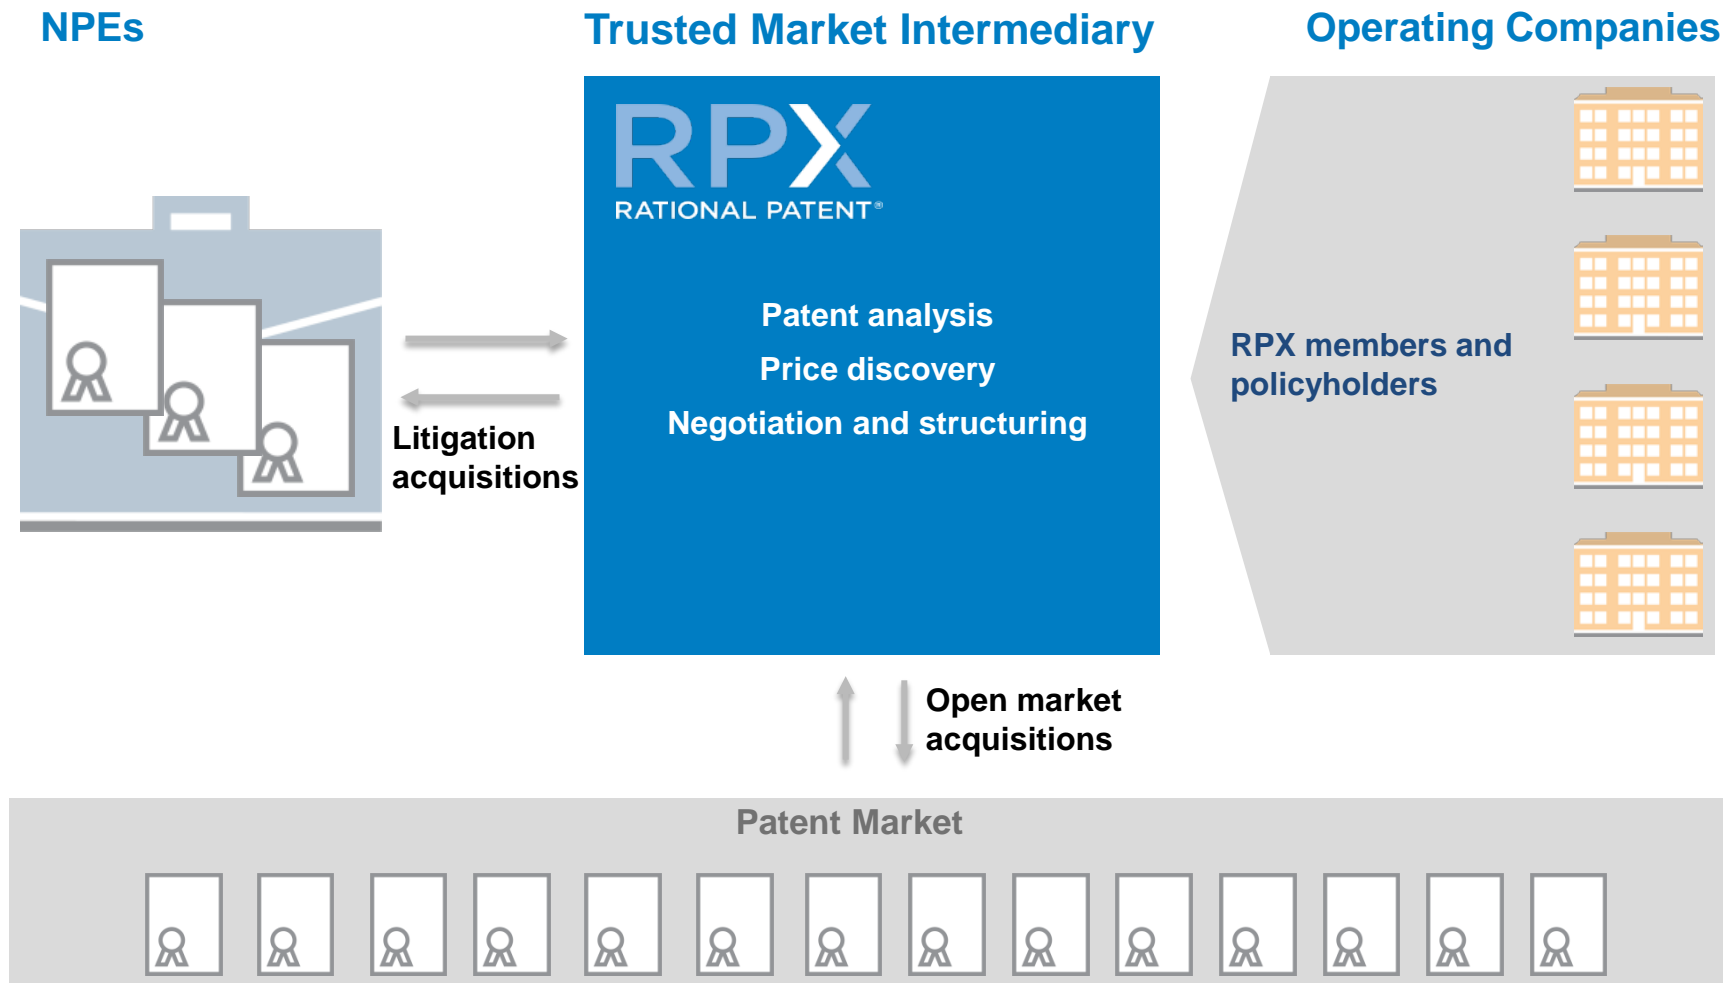 NPEs
Trusted Market Intermediary
Operating Companies
RPX
RATIONAL PATENT®
Patent analysis
Price discovery
Negotiation and structuring
RPX members and
policyholders
Litigation
acquisitions
Open market
acquisitions
Patent Market